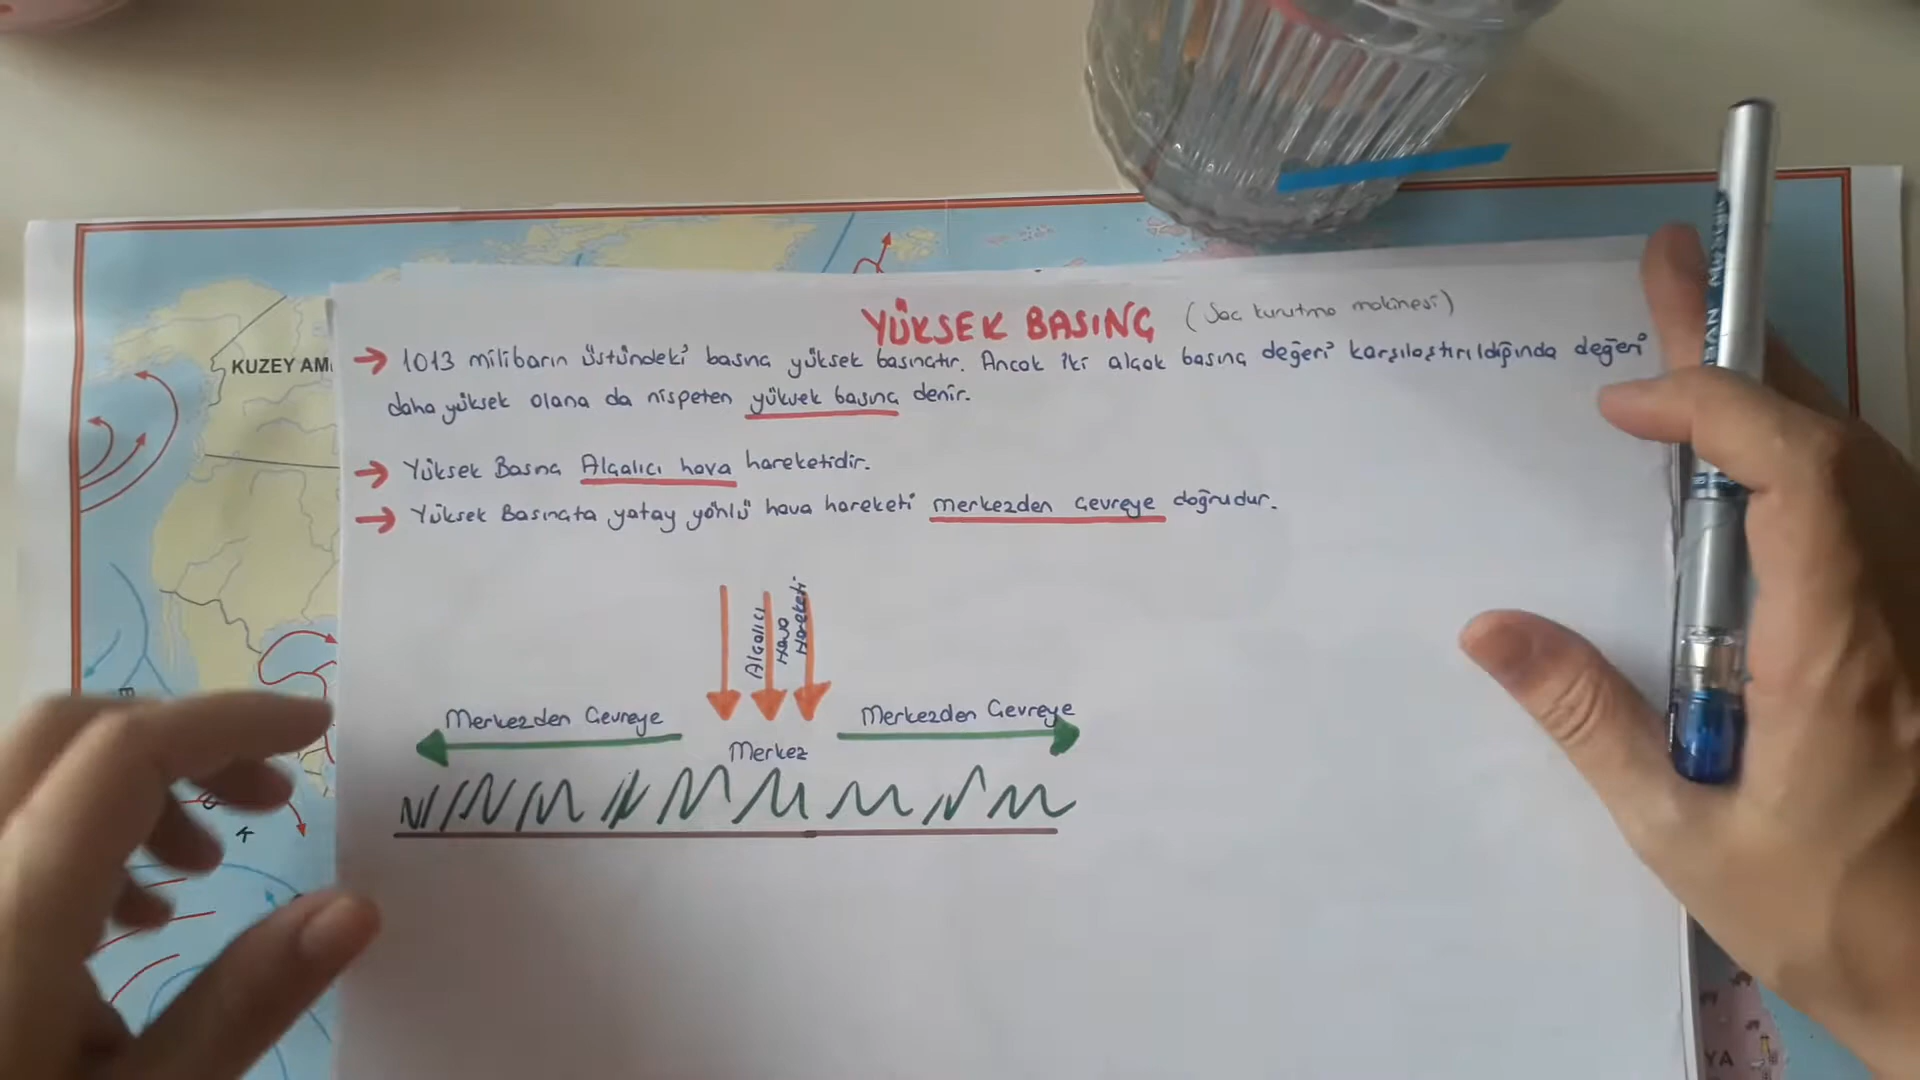 YÜKSEK BASINÇ (Saç kurutma makinesi)
→ 1013 milibarın üstündeki basınç yüksek basınçtır. Ancak iki alçak basınç değeri karşılaştırıldığında değeri
daha yüksek olana da nispeten yüksek basınç denir.
KUZEY AM
→ Yüksek Basınç Alçalıcı hava hareketidir.
→ Yüksek Basınçta yatay yönlü hava hareketi merkezden çevreye doğrudur.
Alçalıcı
Hava
Hareketi
Merkezden Çevreye
Merkezden Çevreye
Merkez
YA